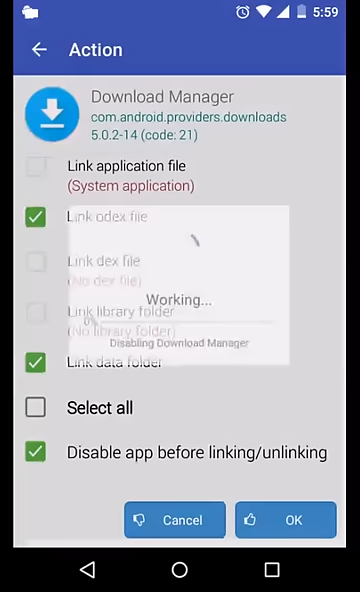 5:59
Action
Download Manager
com.android.providers.downloads
5.0.2-14 (code: 21)
Link application file
(System application)
Link odex file
Link dex file
(No dex file)
Working...
Link library folder
0%
(No library folder)
Disabling Download Manager
Link data folder
Select all
Disable app before linking/unlinking
Cancel
OK